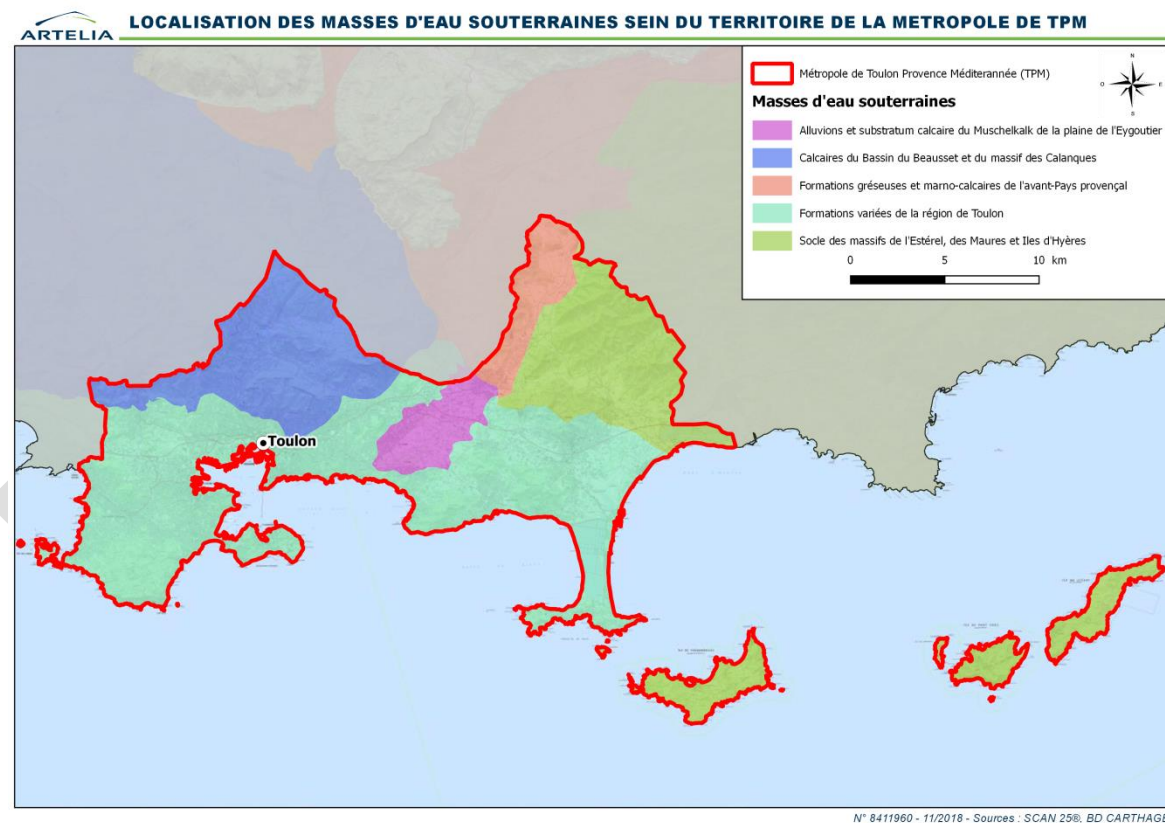 ARTELIA
LOCALISATION DES MASSES D'EAU SOUTERRAINES SEIN DU TERRITOIRE DE LA METROPOLE DE TPM
Métropole de Toulon Provence Méditerannée (TPM)
N
O
E
S
Masses d'eau souterraines
Alluvions et substratum calcaire du Muschelkalk de la plaine de l'Eygoutier
Calcaires du Bassin du Beausset et du massif des Calanques
Formations gréseuses et marno-calcaires de l'avant-Pays provençal
Formations variées de la région de Toulon
Socle des massifs de l'Estérel, des Maures et Iles d'Hyères
0 5 10 km
Toulon
N° 8411960 - 11/2018 - Sources : SCAN 25®, BD CARTHAGE